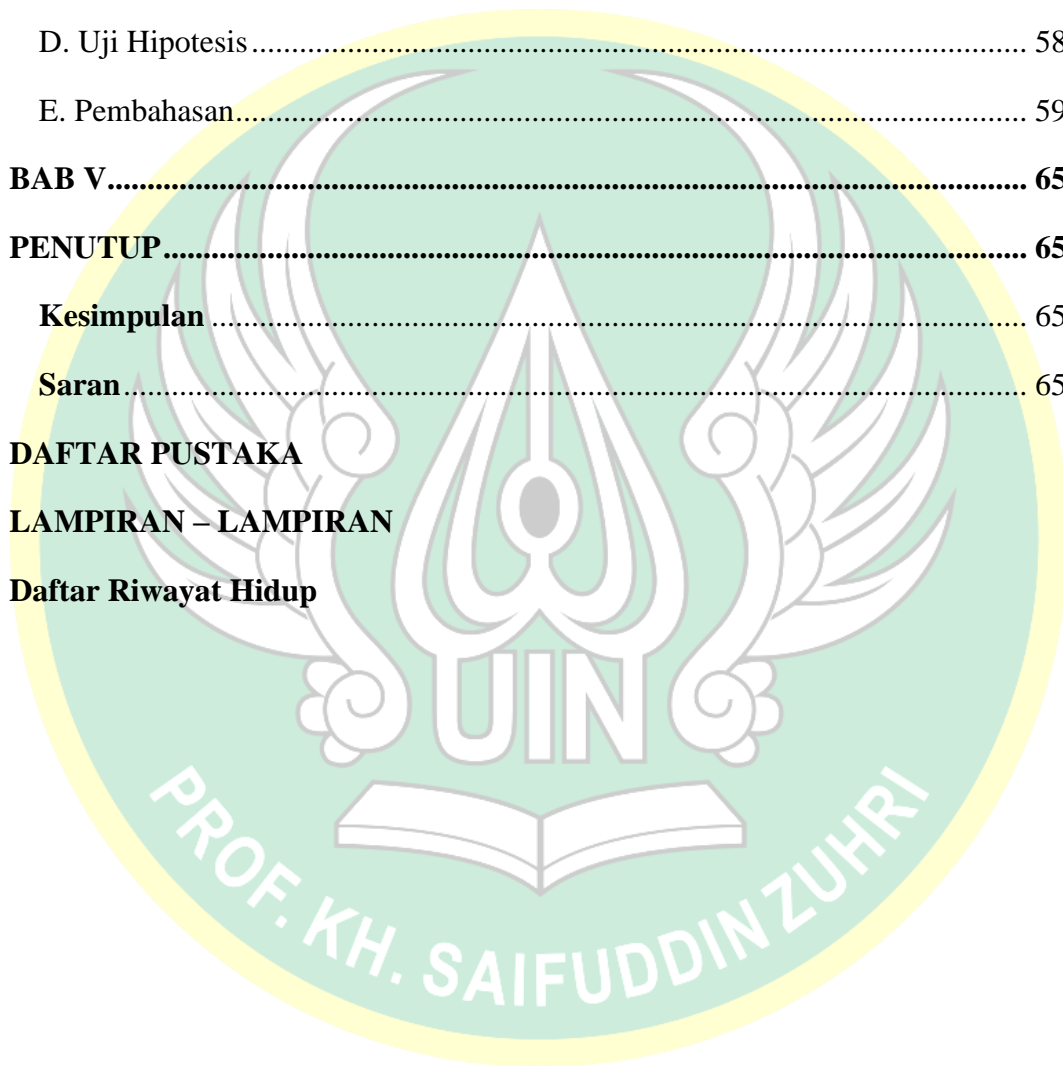 D. Uji Hipotesis.................................................................................................... 58
E. Pembahasan...................................................................................................... 59
BAB V..................................................................................................................... 65
PENUTUP.............................................................................................................. 65
Kesimpulan ......................................................................................................... 65
Saran.................................................................................................................... 65
DAFTAR PUSTAKA
LAMPIRAN – LAMPIRAN
Daftar Riwayat Hidup
UIN
PROF. KH. SAIFUDDIN ZUHRI